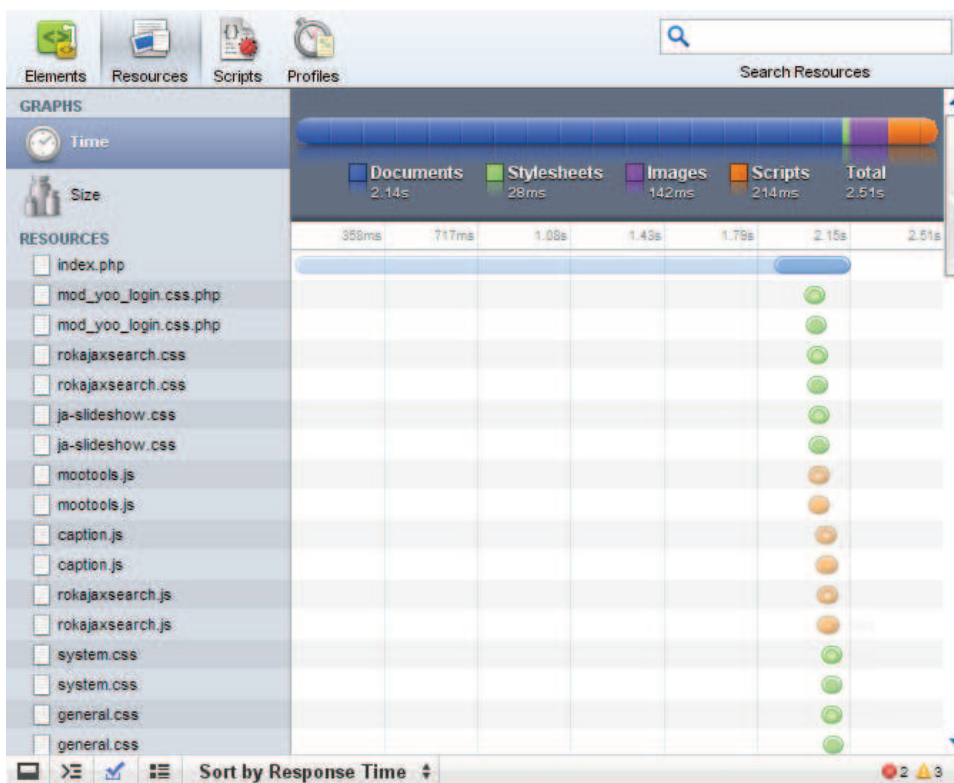 Elements Resources Scripts Profiles
Search Resources
GRAPHS
Time
Size
Documents Stylesheets Images Scripts Total
2.14s 28ms 142ms 214ms 2.51s
RESOURCES
358ms 717ms 1.08s 1.43s 1.79s 2.15s 2.51s
index.php
mod_yoo_login.css.php
mod_yoo_login.css.php
rokajaxsearch.css
rokajaxsearch.css
ja-slideshow.css
ja-slideshow.css
mootools.js
mootools.js
caption.js
caption.js
rokajaxsearch.js
rokajaxsearch.js
system.css
system.css
general.css
general.css
Sort by Response Time
2 3